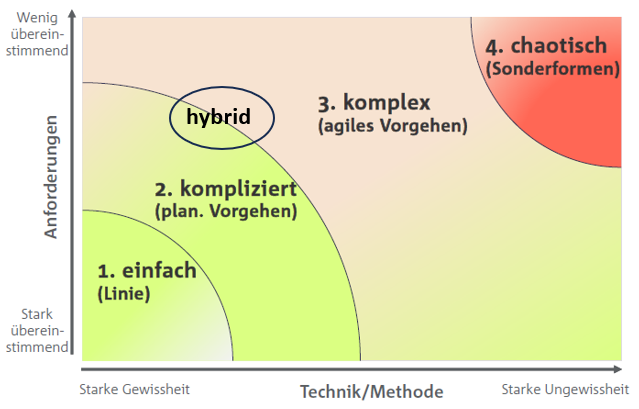 Wenig
überein-
stimmend
4. chaotisch
(Sonderformen)
3. komplex
(agiles Vorgehen)
hybrid
Anforderungen
2. kompliziert
(plan. Vorgehen)
1. einfach
(Linie)
Stark
überein-
stimmend
Starke Gewissheit
Technik/Methode
Starke Ungewissheit